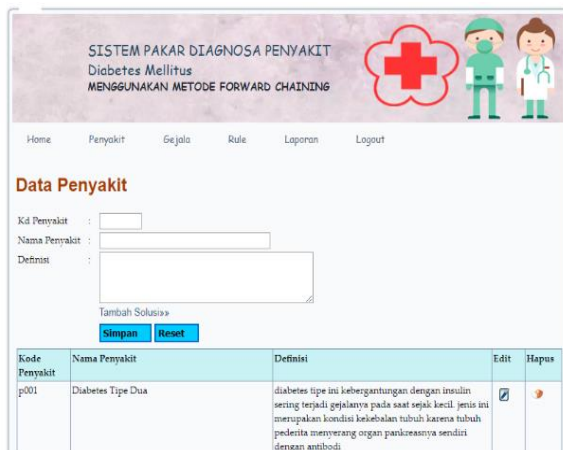 SISTEM PAKAR DIAGNOSA PENYAKIT
Diabetes Mellitus
MENGGUNAKAN METODE FORWARD CHAINING
Home Penyakit Gejala Rule Laporan Logout
Data Penyakit
Kd Penyakit :
Nama Penyakit :
Definisi :
Tambah Solusi»»
Simpan Reset
Kode Penyakit Nama Penyakit Definisi Edit Hapus
p001 Diabetes Tipe Dua diabetes tipe ini kebergantungan dengan insulin
sering terjadi gejalanya pada saat sejak kecil. jenis ini
merupakan kondisi kekebalan tubuh karena tubuh
pederita menyerang organ pankreasnya sendiri
dengan antibodi